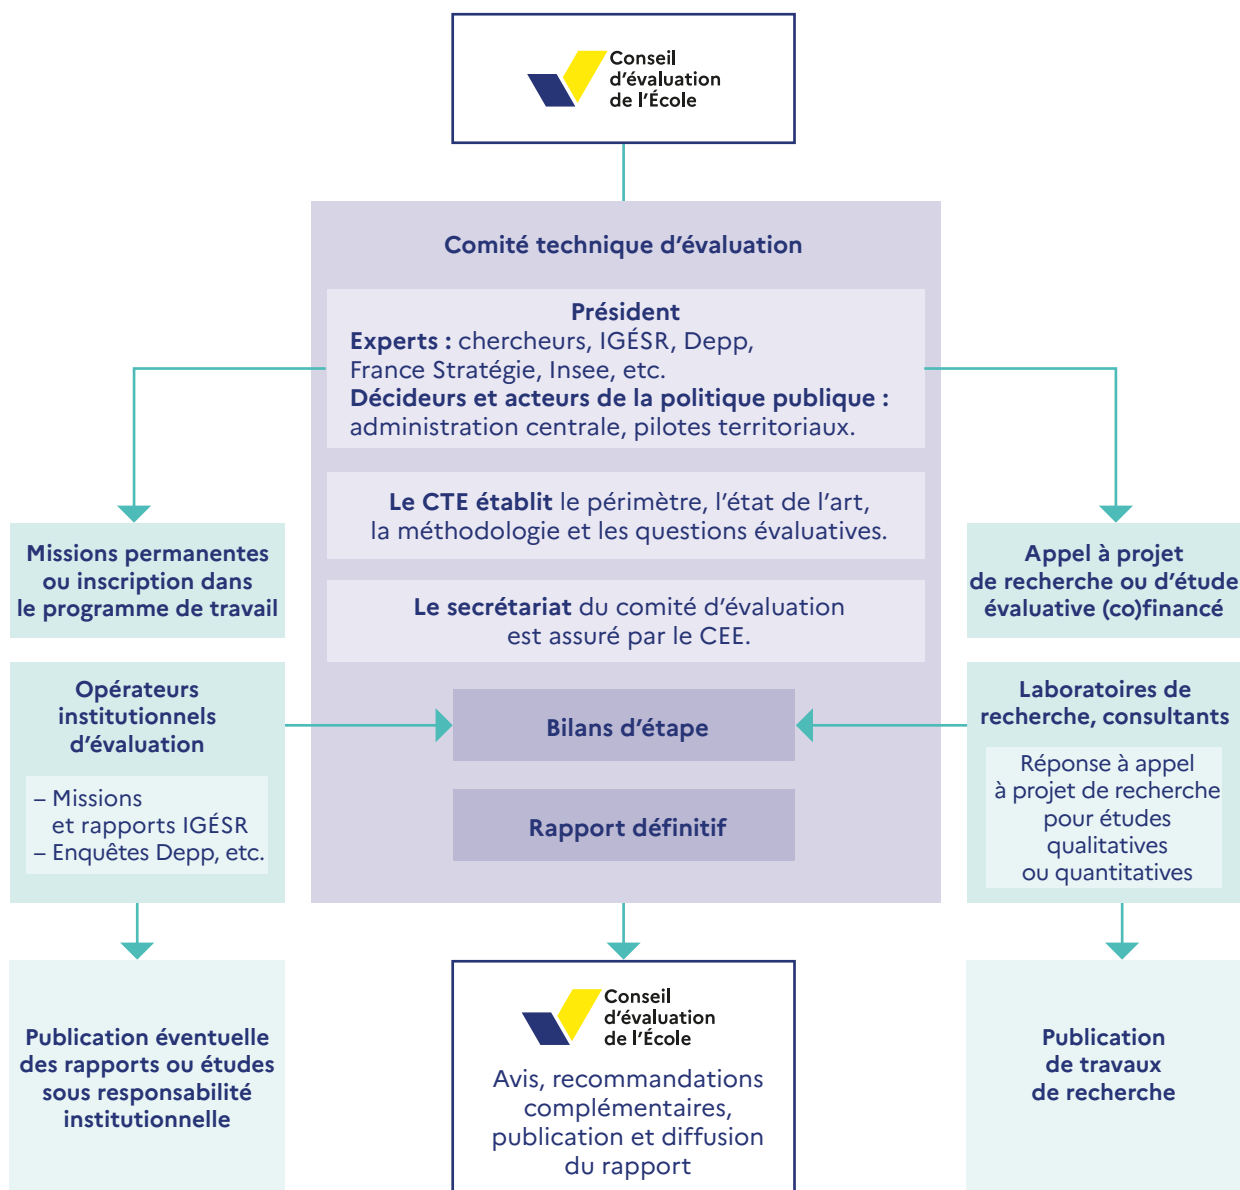 Conseil
d'évaluation
de l'École
Comité technique d'évaluation
Président
Experts : chercheurs, IGÉSR, Depp,
France Stratégie, Insee, etc.
Décideurs et acteurs de la politique publique :
administration centrale, pilotes territoriaux.
Le CTE établit le périmètre, l'état de l'art,
la méthodologie et les questions évaluatives.
Le secrétariat du comité d'évaluation
est assuré par le CEE.
Missions permanentes
ou inscription dans
le programme de travail
Appel à projet
de recherche ou d'étude
évaluative (co)financé
Opérateurs
institutionnels
d'évaluation
– Missions
et rapports IGÉSR
– Enquêtes Depp, etc.
Bilans d'étape
Rapport définitif
Laboratoires de
recherche, consultants
Réponse à appel
à projet de recherche
pour études
qualitatives
ou quantitatives
Publication éventuelle
des rapports ou études
sous responsabilité
institutionnelle
Conseil
d'évaluation
de l'École
Avis, recommandations
complémentaires,
publication et diffusion
du rapport
Publication
de travaux
de recherche